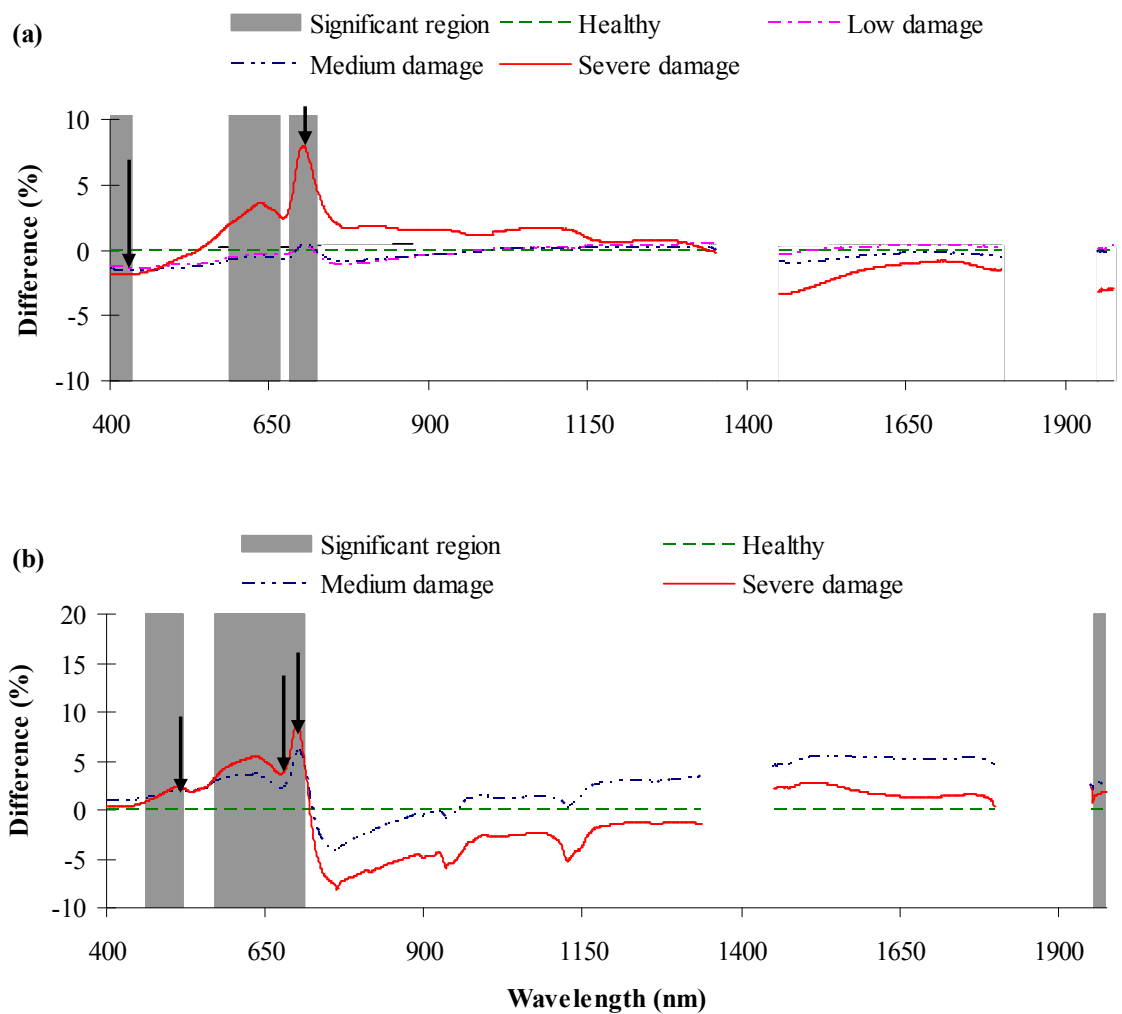 (a)
Significant region Healthy Low damage
Medium damage Severe damage
10
5
0
-5
-10
Difference (%)
400 650 900 1150 1400 1650 1900
(b)
Significant region Healthy
Medium damage Severe damage
20
15
10
5
0
-5
-10
Difference (%)
400 650 900 1150 1400 1650 1900
Wavelength (nm)